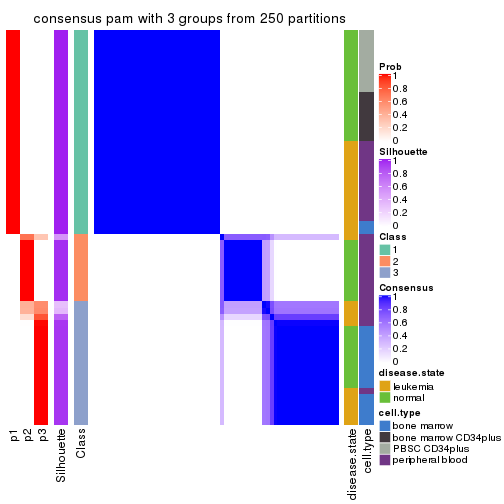 consensus pam with 3 groups from 250 partitions
Prob
1
0.8
0.6
0.4
0.2
0
Silhouette
1
0.8
0.6
0.4
0.2
0
Class
1
2
3
Consensus
1
0.8
0.6
0.4
0.2
0
disease.state
leukemia
normal
cell.type
bone marrow
bone marrow CD34plus
PBSC CD34plus
peripheral blood
p1
p2
p3
Silhouette
Class
disease.state
cell.type